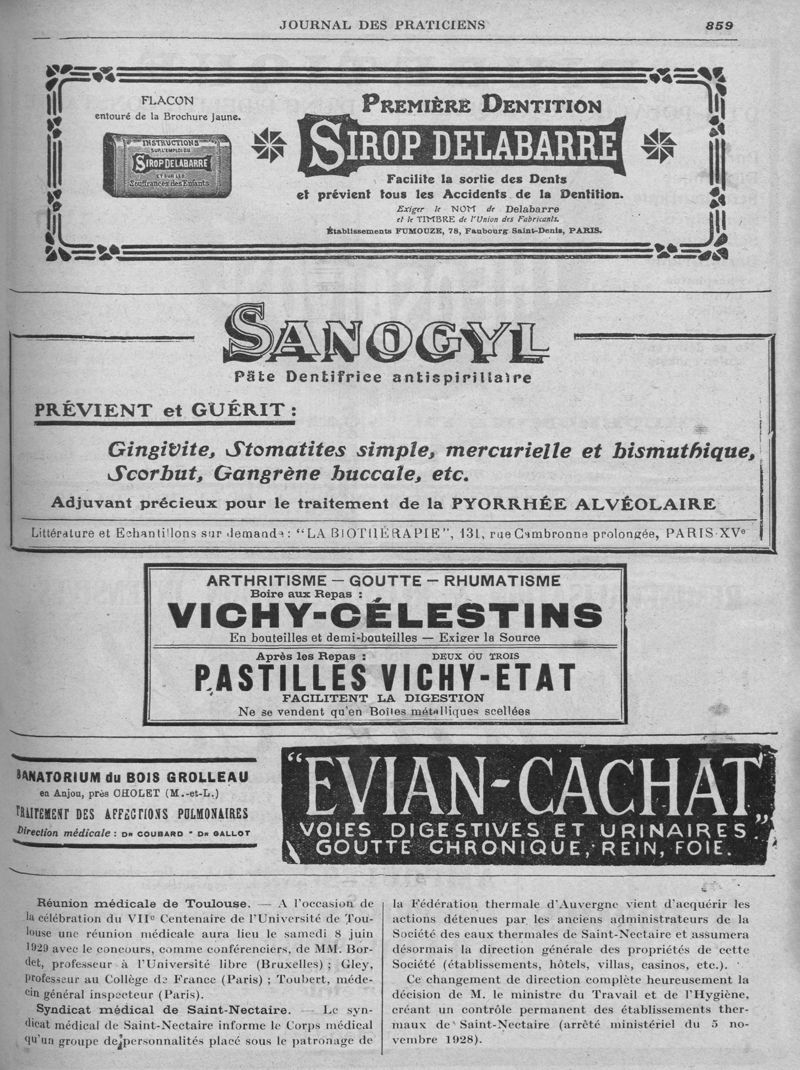 JOURNAL DES PRATICIENS 859
FLACON
entouré de la Brochure Jaune.
INSTRUCTIONS
SUR L'EMPLOI DU
SIROP DELABARRE
ET SUR LES
Souffrances des Enfants
PREMIÈRE DENTITION
SIROP DELABARRE
Facilite la sortie des Dents
et prévient tous les Accidents de la Dentition.
Exiger le NOM de Delabarre
et le TIMBRE de l'Union des Fabricants.
Établissements FUMOUZE, 78, Faubourg Saint-Denis, PARIS.
SANOGYL
Pâte Dentifrice antispirillaire
PRÉVIENT et GUÉRIT :
Gingivite, Stomatites simple, mercurielle et bismuthique,
Scorbut, Gangrène buccale, etc.
Adjuvant précieux pour le traitement de la PYORRHÉE ALVÉOLAIRE
Littérature et Echantillons sur demande : "LA BIOTHÉRAPIE", 131, rue Cambronne prolongée, PARIS-XVe
ARTHRITISME — GOUTTE — RHUMATISME
Boire aux Repas :
VICHY-CÉLESTINS
En bouteilles et demi-bouteilles — Exiger la Source
Après les Repas : DEUX OU TROIS
PASTILLES VICHY-ETAT
FACILITENT LA DIGESTION
Ne se vendent qu'en Boîtes métalliques scellées
SANATORIUM du BOIS GROLLEAU
en Anjou, près CHOLET (M.-et-L.)
TRAITEMENT DES AFFECTIONS PULMONAIRES
Direction médicale : DR COUBARD - DR GALLOT
"EVIAN-CACHAT"
VOIES DIGESTIVES ET URINAIRES
GOUTTE CHRONIQUE, REIN, FOIE.
Réunion médicale de Toulouse. — A l'occasion de
la célébration du VIIe Centenaire de l'Université de Tou-
louse une réunion médicale aura lieu le samedi 8 juin
1929 avec le concours, comme conférenciers, de MM. Bor-
det, professeur à l'Université libre (Bruxelles) ; Gley,
professeur au Collège de France (Paris) ; Toubert, méde-
cin général inspecteur (Paris).
Syndicat médical de Saint-Nectaire. — Le syn-
dicat médical de Saint-Nectaire informe le Corps médical
qu'un groupe de personnalités placé sous le patronage de
la Fédération thermale d'Auvergne vient d'acquérir les
actions détenues par les anciens administrateurs de la
Société des eaux thermales de Saint-Nectaire et assumera
désormais la direction générale des propriétés de cette
Société (établissements, hôtels, villas, casinos, etc.).
Ce changement de direction complète heureusement la
décision de M. le ministre du Travail et de l'Hygiène,
créant un contrôle permanent des établissements ther-
maux de Saint-Nectaire (arrêté ministériel du 5 no-
vembre 1928).